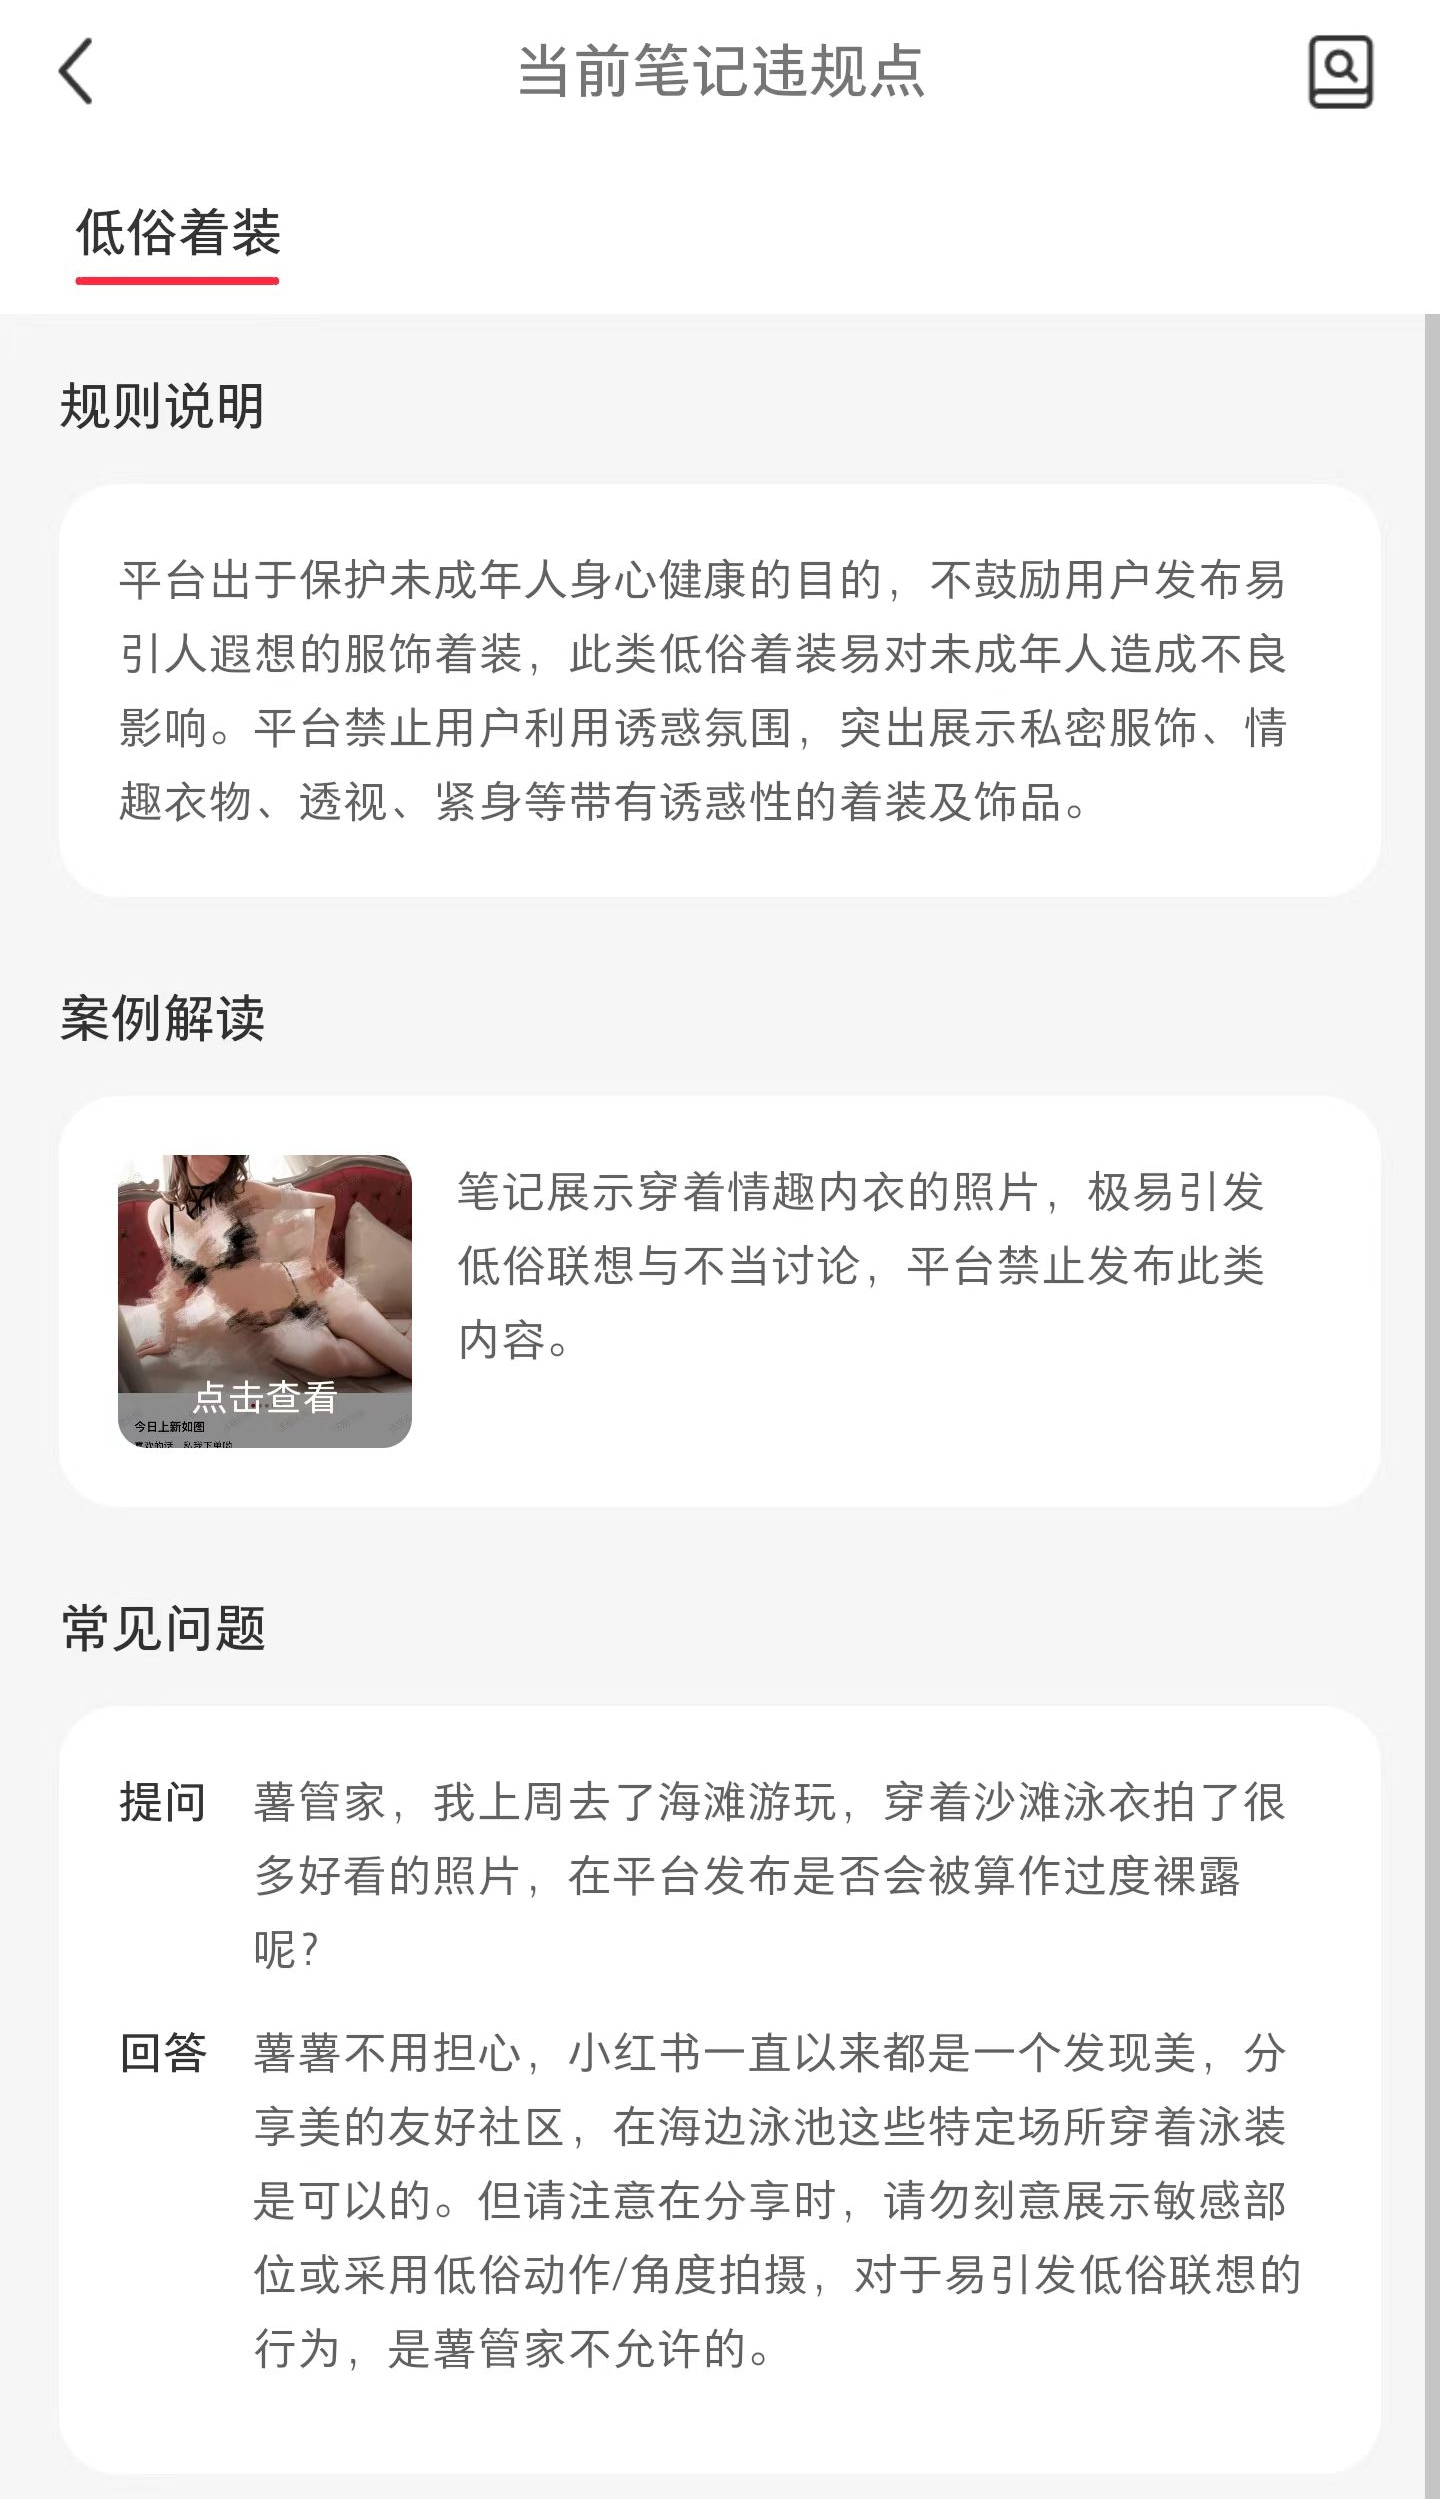 当前笔记违规点
低俗着装
规则说明
平台出于保护未成年人身心健康的目的，不鼓励用户发布易
引人遐想的服饰着装，此类低俗着装易对未成年人造成不良
影响。平台禁止用户利用诱惑氛围，突出展示私密服饰、情
趣衣物、透视、紧身等带有诱惑性的着装及饰品。
案例解读
点击查看
今日上新如图
喜欢的话，私我下单哟
笔记展示穿着情趣内衣的照片，极易引发
低俗联想与不当讨论，平台禁止发布此类
内容。
常见问题
提问 薯管家，我上周去了海滩游玩，穿着沙滩泳衣拍了很
多好看的照片，在平台发布是否会被算作过度裸露
呢？
回答 薯薯不用担心，小红书一直以来都是一个发现美，分
享美的友好社区，在海边泳池这些特定场所穿着泳装
是可以的。但请注意在分享时，请勿刻意展示敏感部
位或采用低俗动作/角度拍摄，对于易引发低俗联想的
行为，是薯管家不允许的。